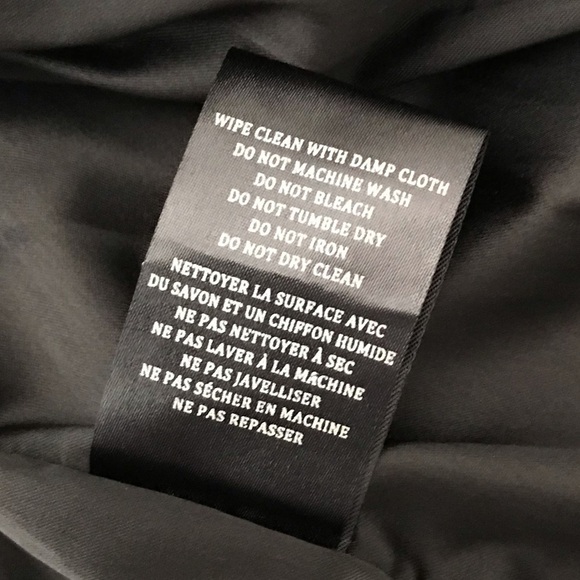 WIPE CLEAN WITH DAMP CLOTH
DO NOT MACHINE WASH
DO NOT BLEACH
DO NOT TUMBLE DRY
DO NOT IRON
DO NOT DRY CLEAN
NETTOYER LA SURFACE AVEC
DU SAVON ET UN CHIFFON HUMIDE
NE PAS NETTOYER À SEC
NE PAS LAVER À LA MACHINE
NE PAS JAVELLISER
NE PAS SÉCHER EN MACHINE
NE PAS REPASSER